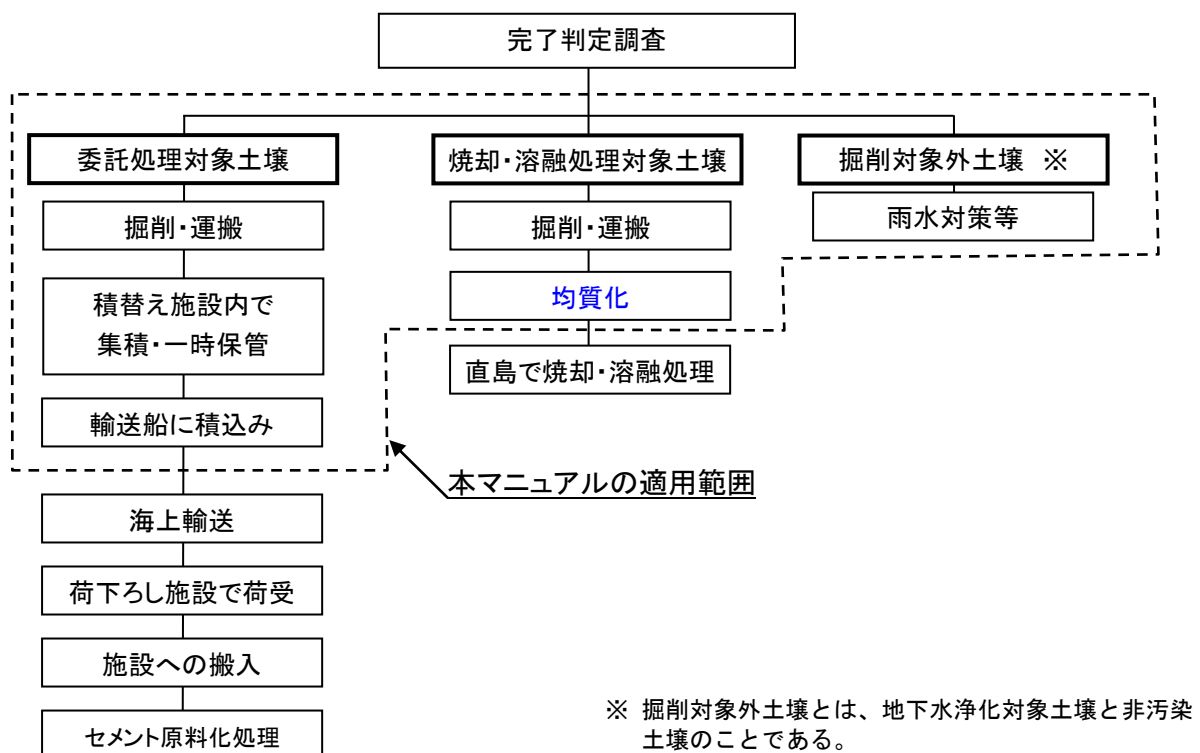 完了判定調査
委託処理対象土壌
焼却・溶融処理対象土壌
掘削対象外土壌 ※
掘削・運搬
掘削・運搬
雨水対策等
積替え施設内で
集積・一時保管
均質化
直島で焼却・溶融処理
輸送船に積込み
本マニュアルの適用範囲
海上輸送
荷下ろし施設で荷受
施設への搬入
セメント原料化処理
※ 掘削対象外土壌とは、地下水浄化対象土壌と非汚染
土壌のことである。